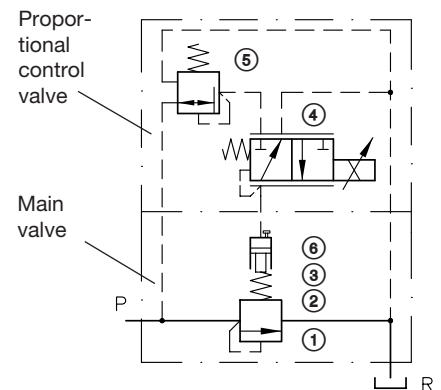 Propor-
tional
control
valve
5
4
Main
valve
6
3
2
P
1
R